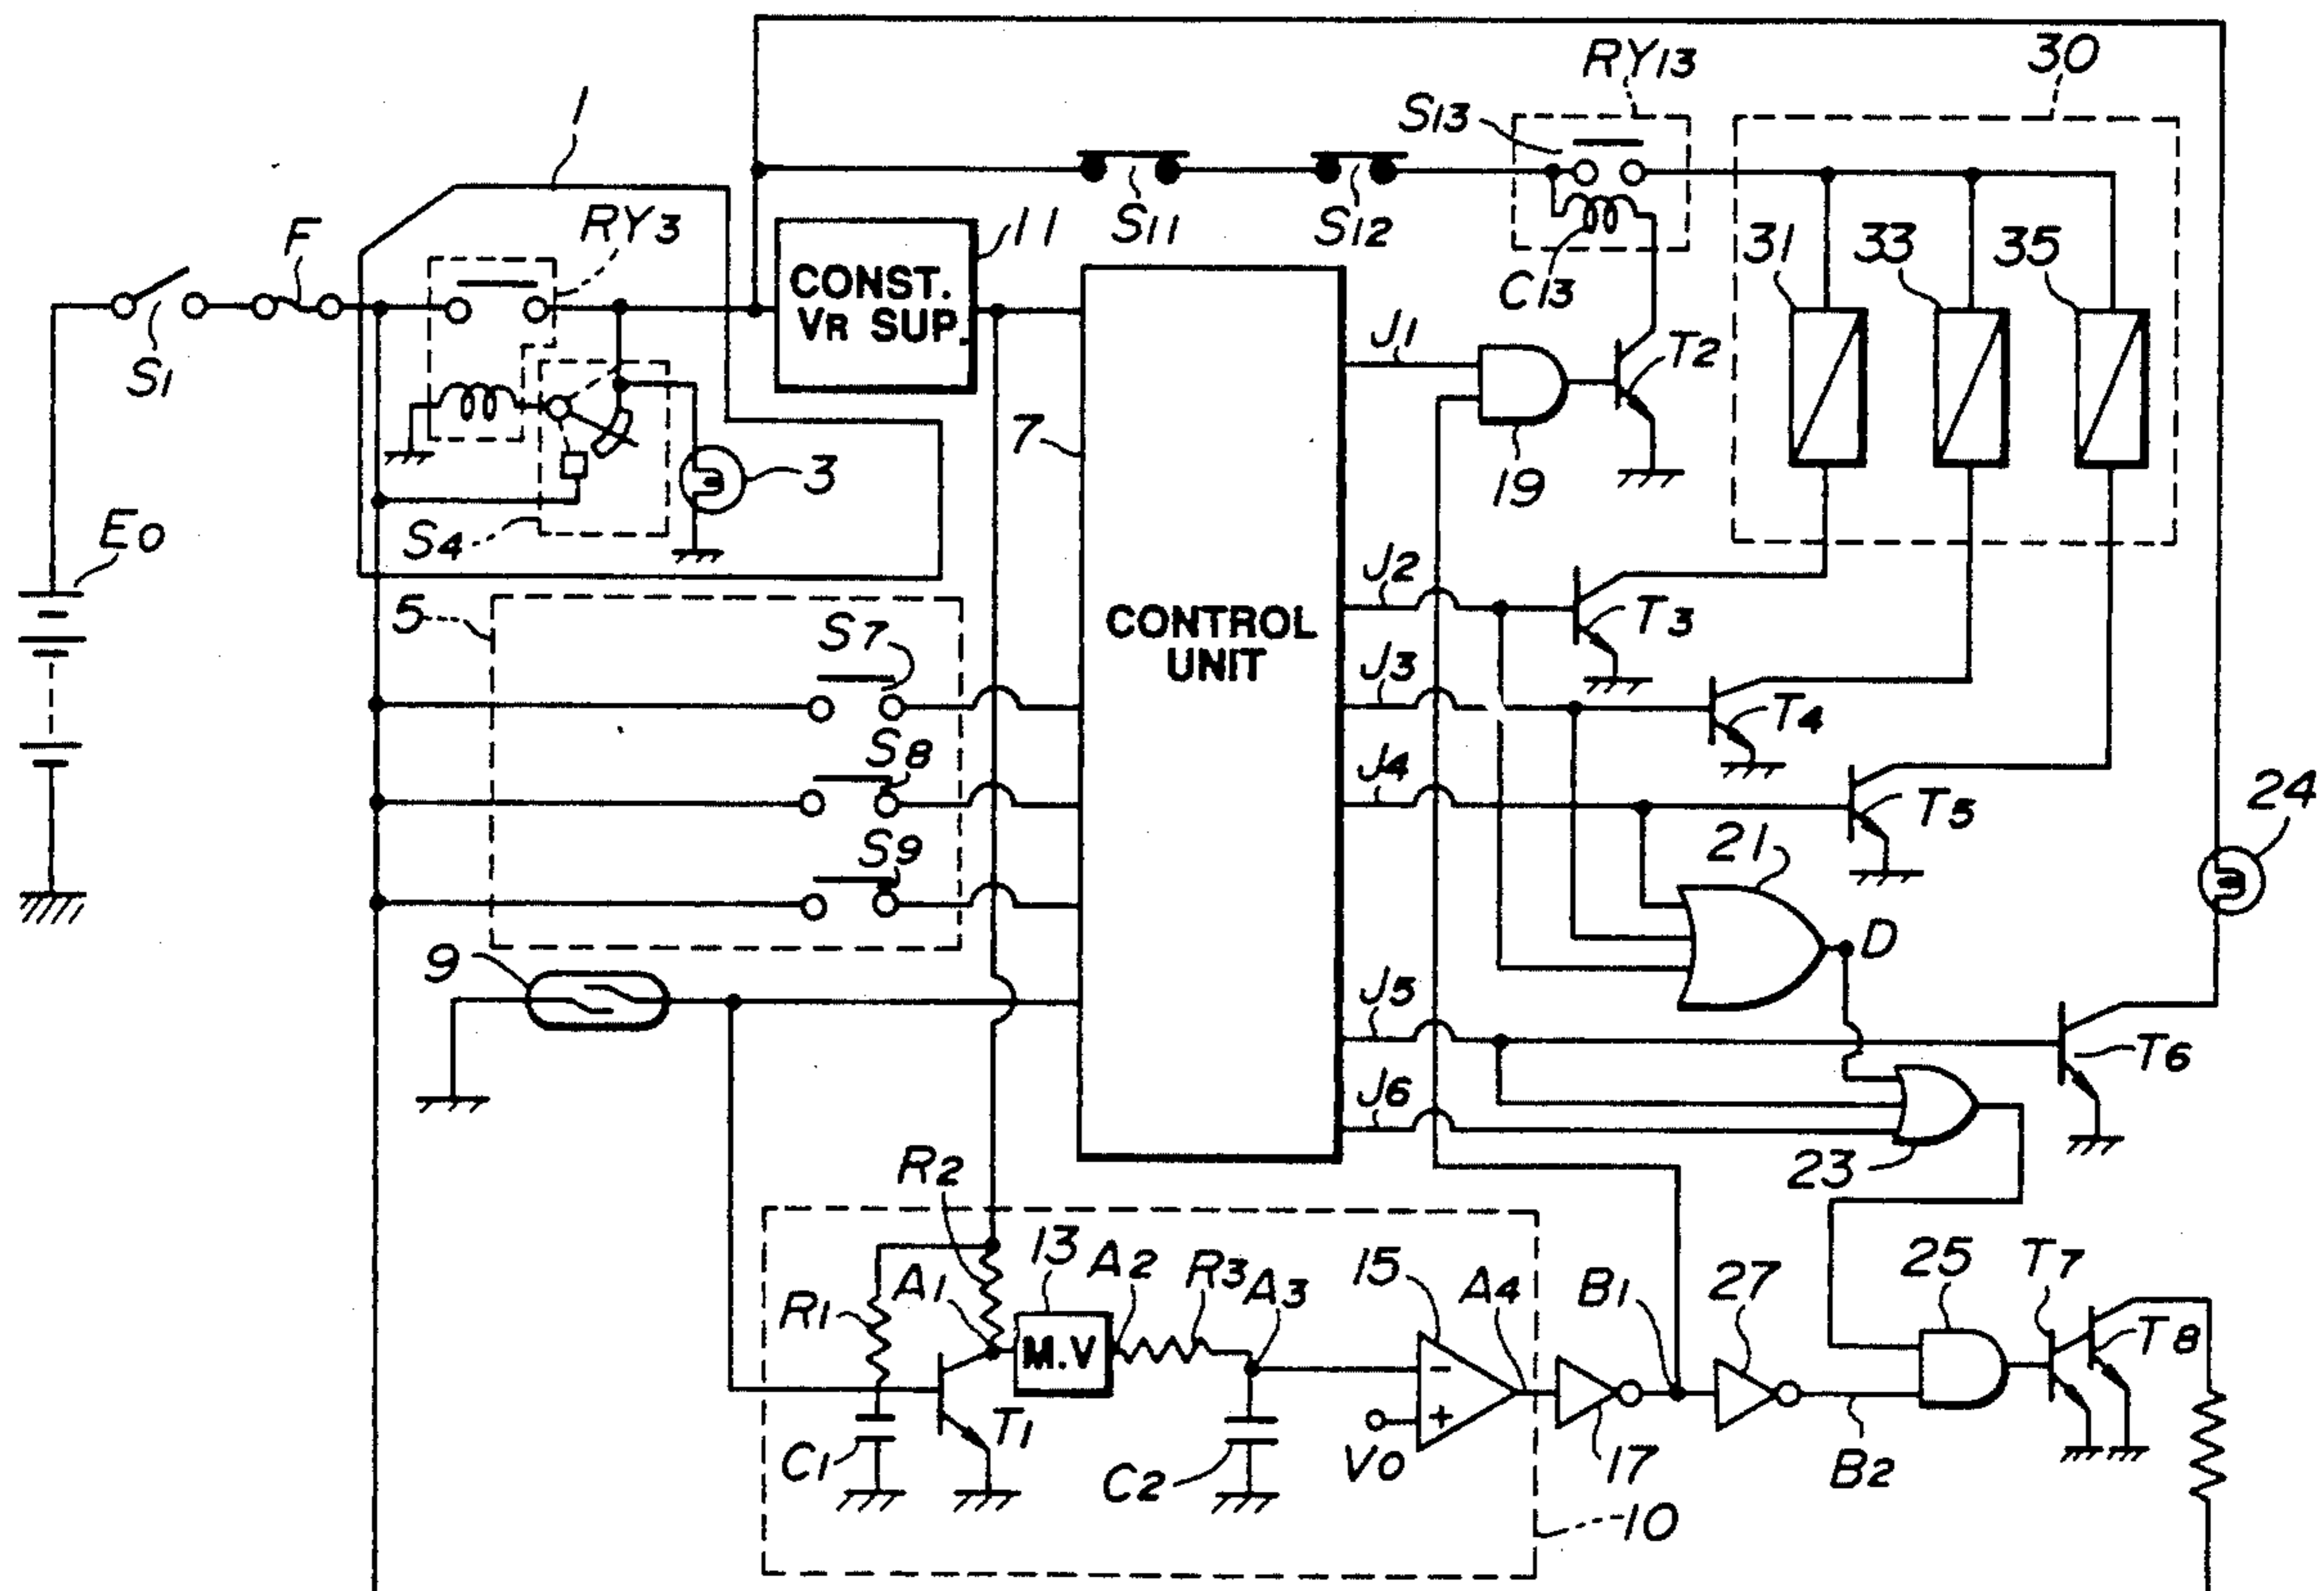 1
F
RY3
S1
E0
S4
3
CONST.
VR SUP.
11
S11
S12
S13
RY13
C13
30
31
33
35
7
CONTROL
UNIT
J1
19
T2
J2
T3
J3
T4
J4
T5
5
S7
S8
S9
9
21
D
24
J5
T6
J6
23
R2
A1
13
M.V
A2
R3
A3
R1
C1
T1
C2
15
A4
-
+
V0
10
17
B1
27
B2
25
T7
T8